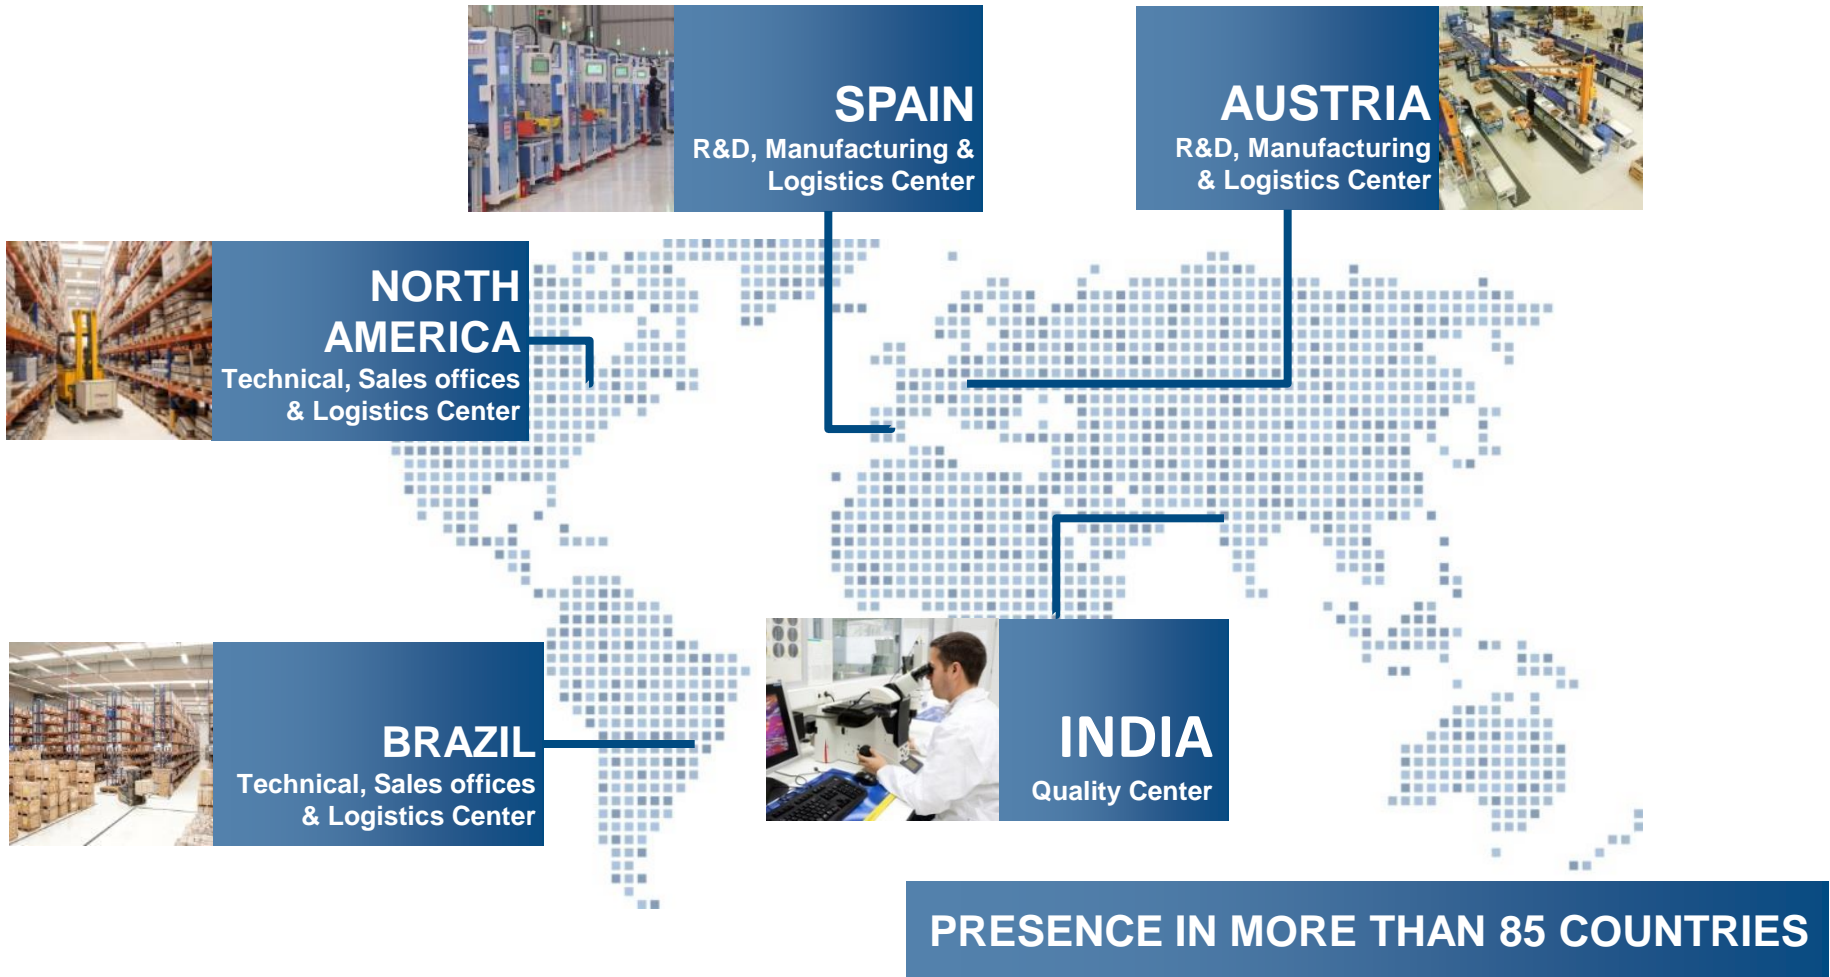 SPAIN
R&D, Manufacturing &
Logistics Center
AUSTRIA
R&D, Manufacturing
& Logistics Center
NORTH
AMERICA
Technical, Sales offices
& Logistics Center
BRAZIL
Technical, Sales offices
& Logistics Center
INDIA
Quality Center
PRESENCE IN MORE THAN 85 COUNTRIES